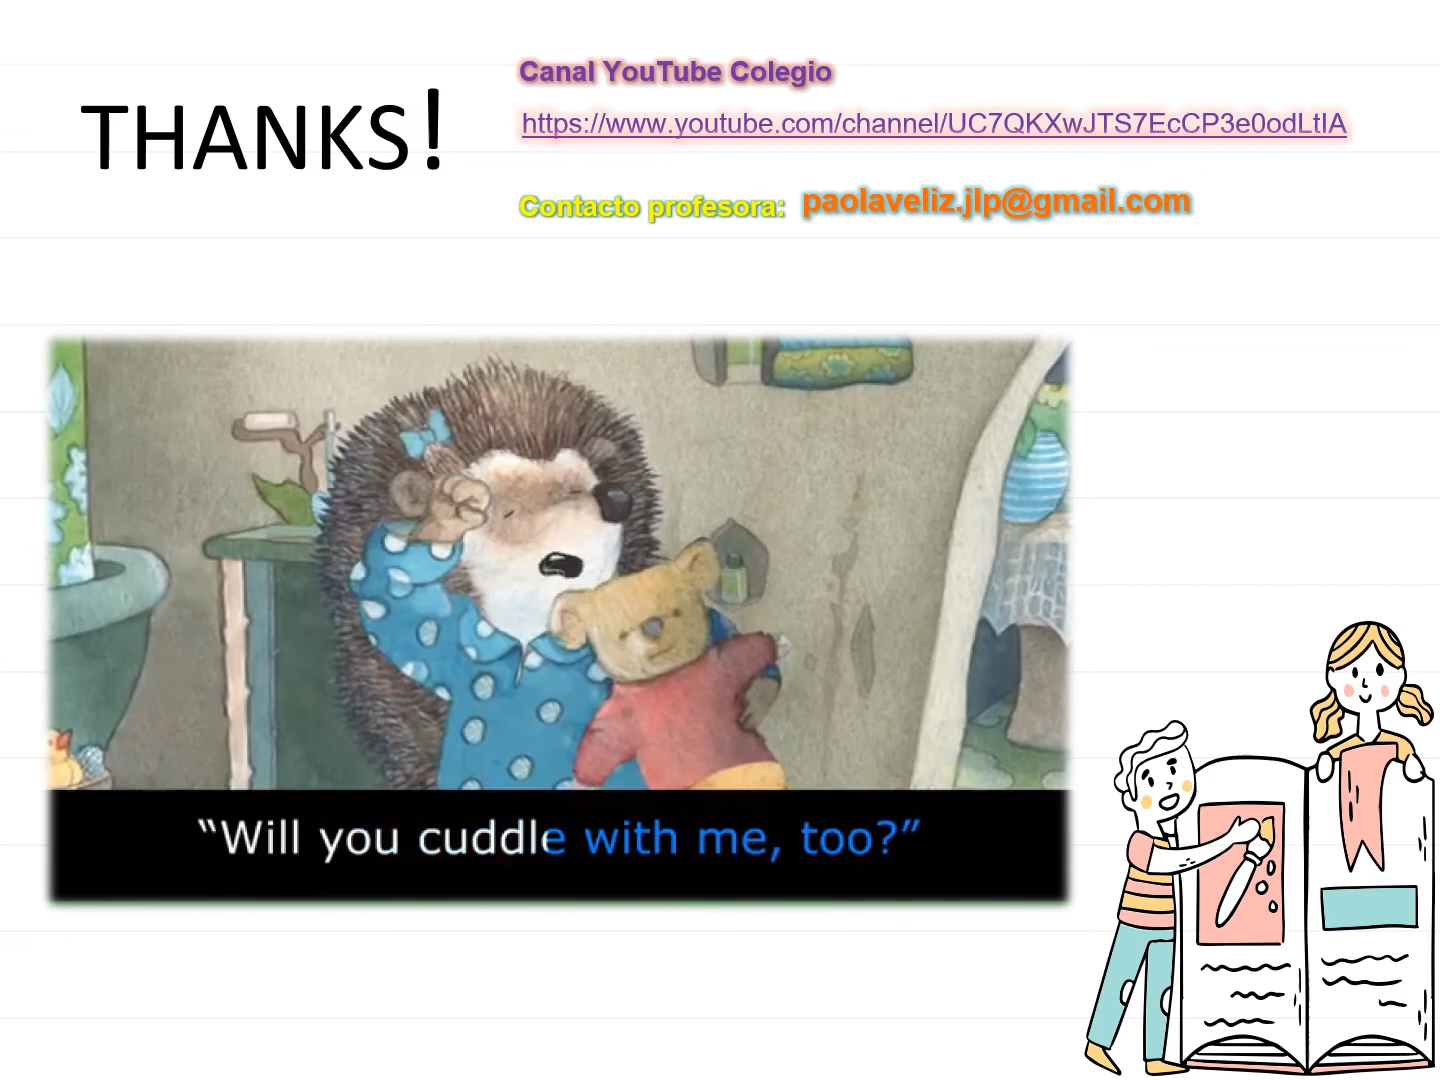 THANKS!
Canal YouTube Colegio
https://www.youtube.com/channel/UC7QKXwJTS7EcCP3e0odLtIA
Contacto profesora: paolaveliz.jlp@gmail.com
“Will you cuddle with me, too?”